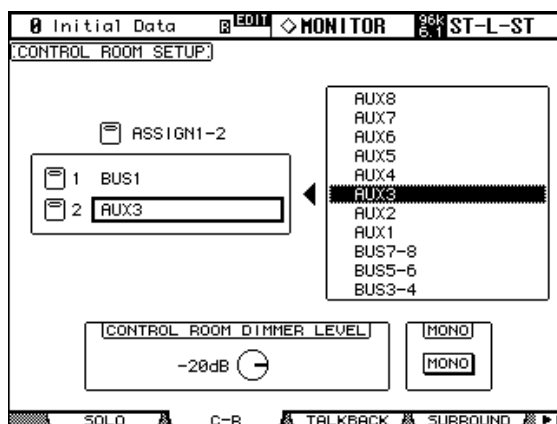 0 Initial Data R EDIT ◇MONITOR 96k 6.1 ST-L-ST
CONTROL ROOM SETUP
ASSIGN1-2
1 BUS1
2 AUX3
AUX8
AUX7
AUX6
AUX5
AUX4
AUX3
AUX2
AUX1
BUS7-8
BUS5-6
BUS3-4
CONTROL ROOM DIMMER LEVEL
-20dB
MONO
MONO
SOLO C-R TALKBACK SURROUND